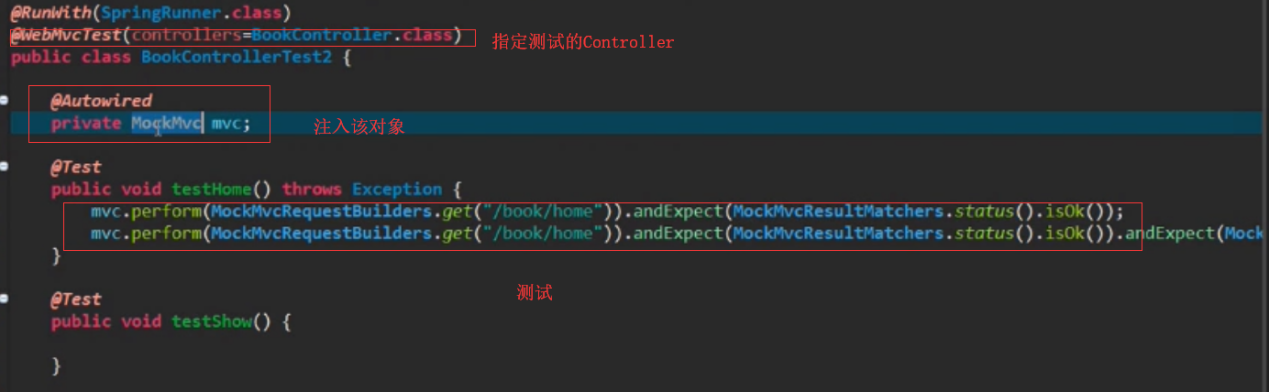 @RunWith(SpringRunner.class)
@WebMvcTest(controllers=BookController.class) 指定测试的Controller
public class BookControllerTest2 {
@Autowired
private MockMvc mvc; 注入该对象
@Test
public void testHome() throws Exception {
mvc.perform(MockMvcRequestBuilders.get("/book/home")).andExpect(MockMvcResultMatchers.status().isOk());
mvc.perform(MockMvcRequestBuilders.get("/book/home")).andExpect(MockMvcResultMatchers.status().isOk()).andExpect(Mock
}
测试
@Test
public void testShow() {
}